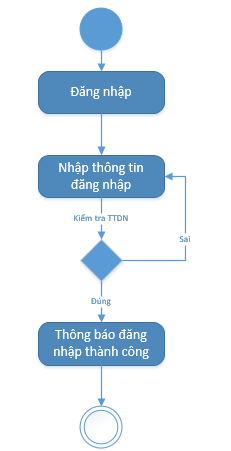 Đăng nhập
Nhập thông tin
đăng nhập
Kiểm tra TTDN
Sai
Đúng
Thông báo đăng
nhập thành công